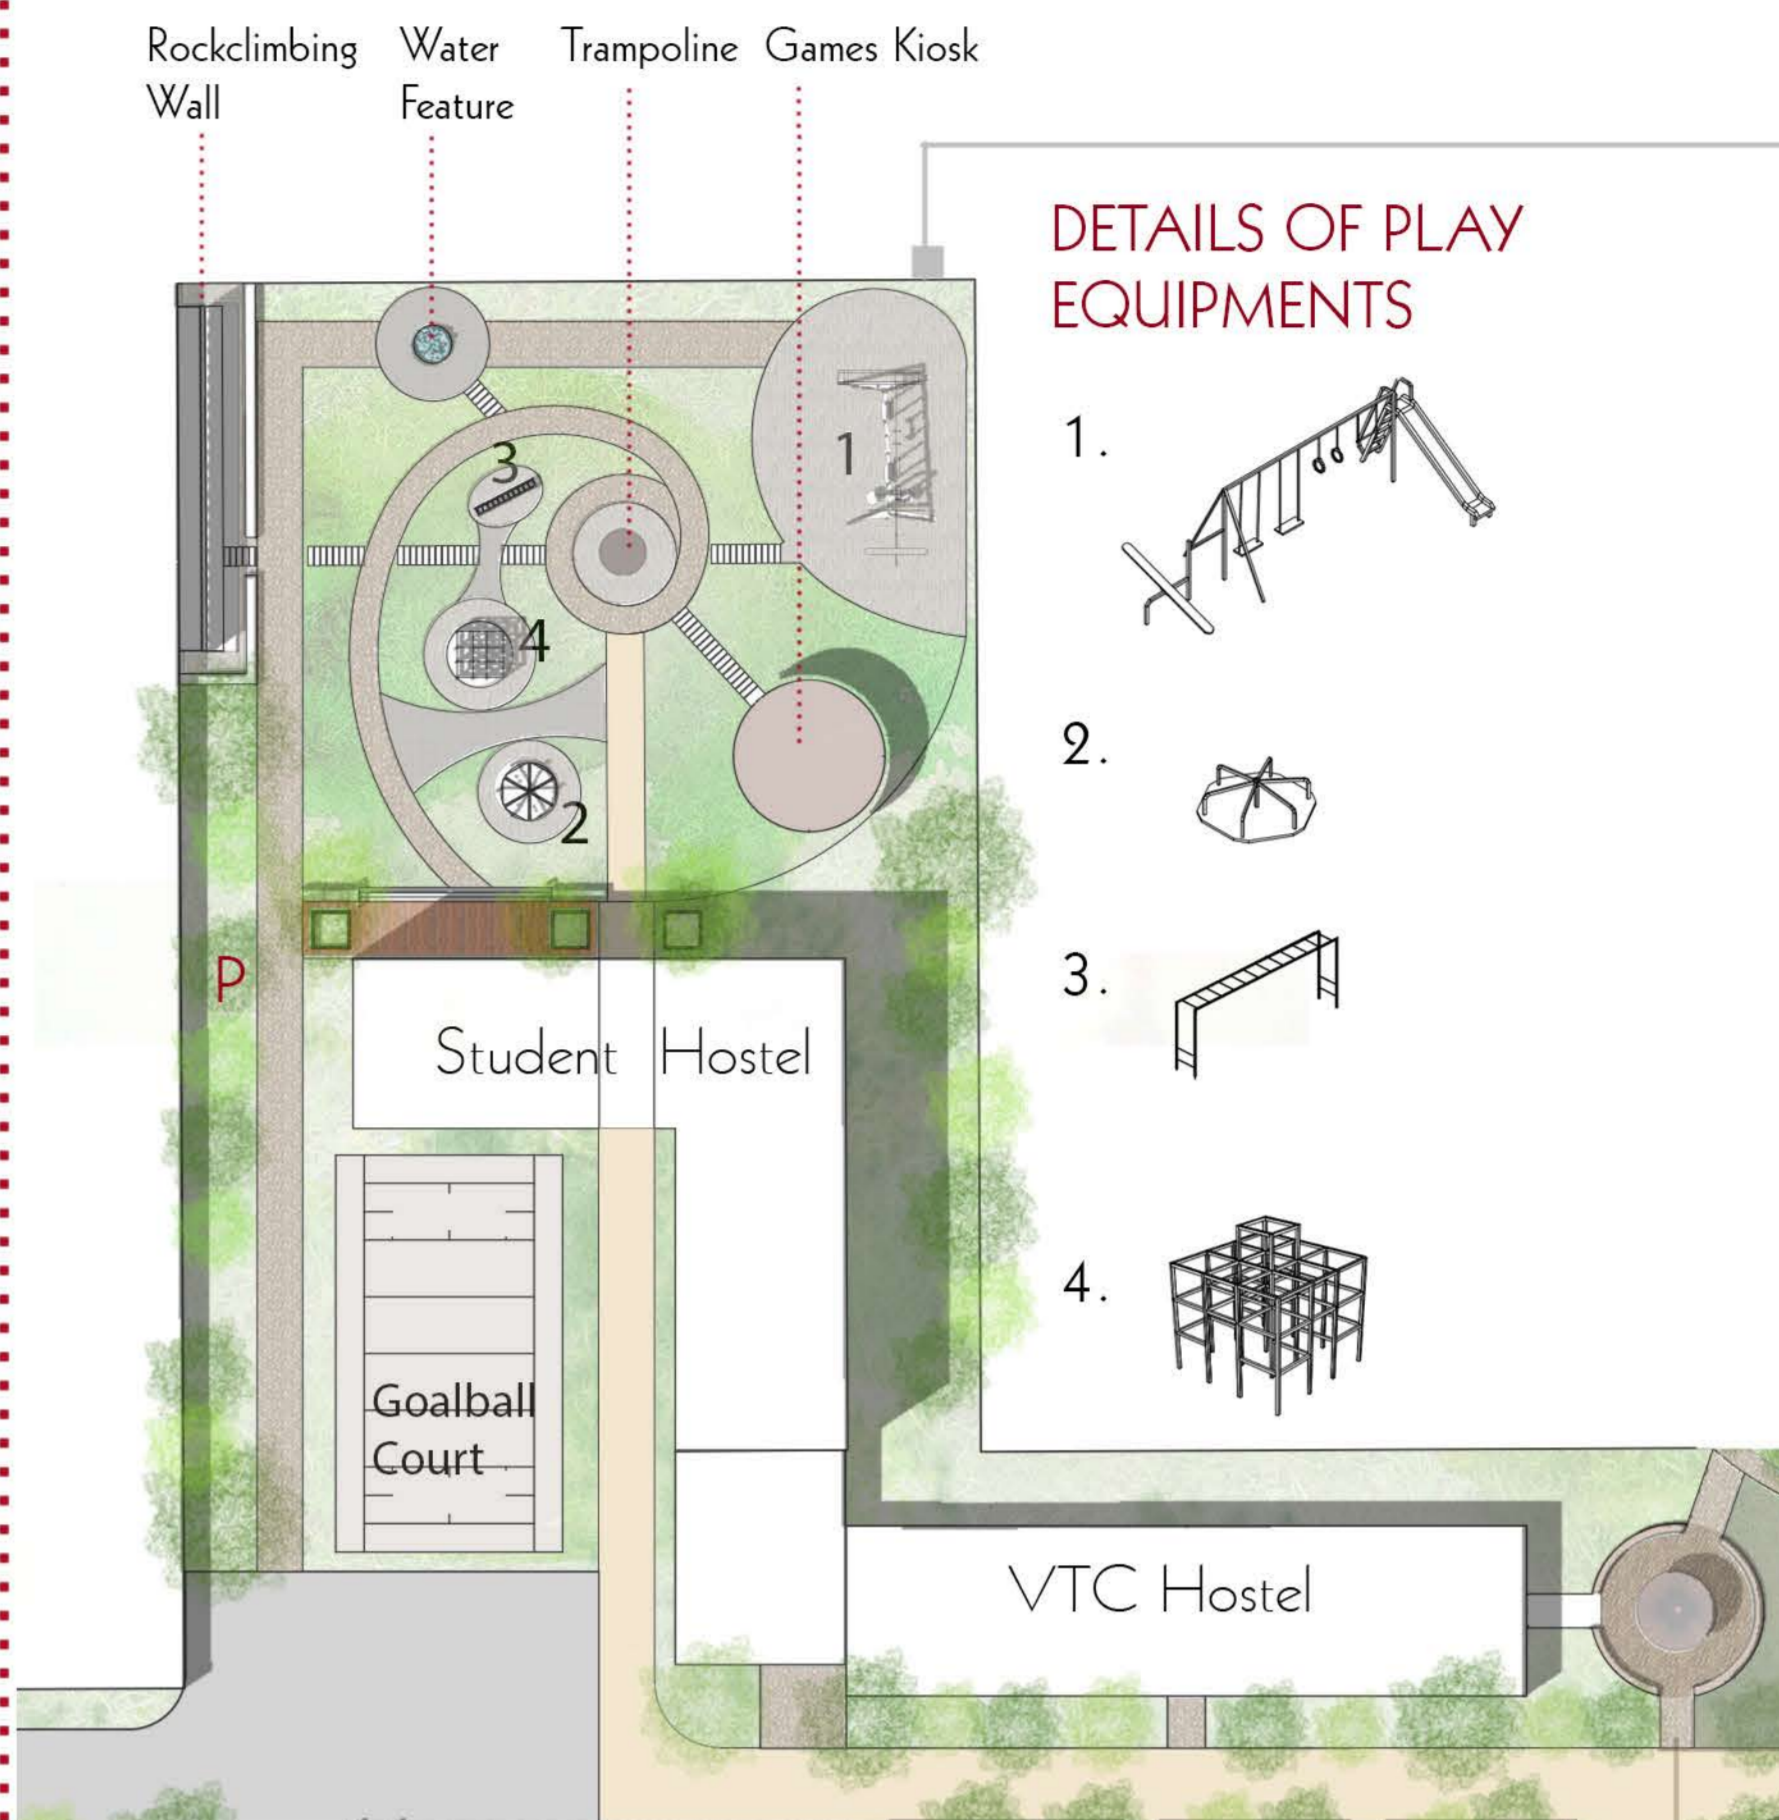 Rockclimbing
Wall
Water
Feature
Trampoline
Games Kiosk
DETAILS OF PLAY
EQUIPMENTS
1.
2.
3.
4.
1
3
4
2
P
Student Hostel
Goalball
Court
VTC Hostel